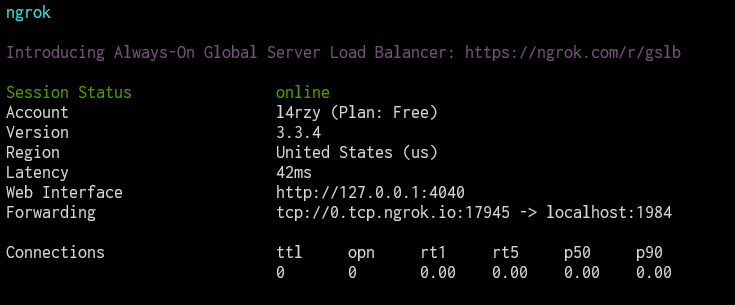 ngrok
Introducing Always-On Global Server Load Balancer: https://ngrok.com/r/gslb
Session Status online
Account l4rzy (Plan: Free)
Version 3.3.4
Region United States (us)
Latency 42ms
Web Interface http://127.0.0.1:4040
Forwarding tcp://0.tcp.ngrok.io:17945 -> localhost:1984
Connections ttl opn rt1 rt5 p50 p90
0 0 0.00 0.00 0.00 0.00